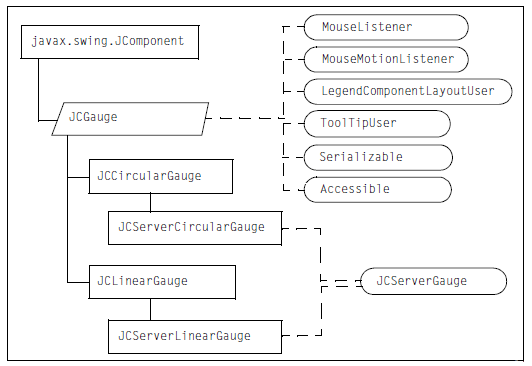 javax.swing.JComponent
MouseListener
MouseMotionListener
LegendComponentLayoutUser
JCGauge
ToolTipUser
Serializable
JCCircularGauge
Accessible
JCServerCircularGauge
JCLinearGauge
JCServerGauge
JCServerLinearGauge